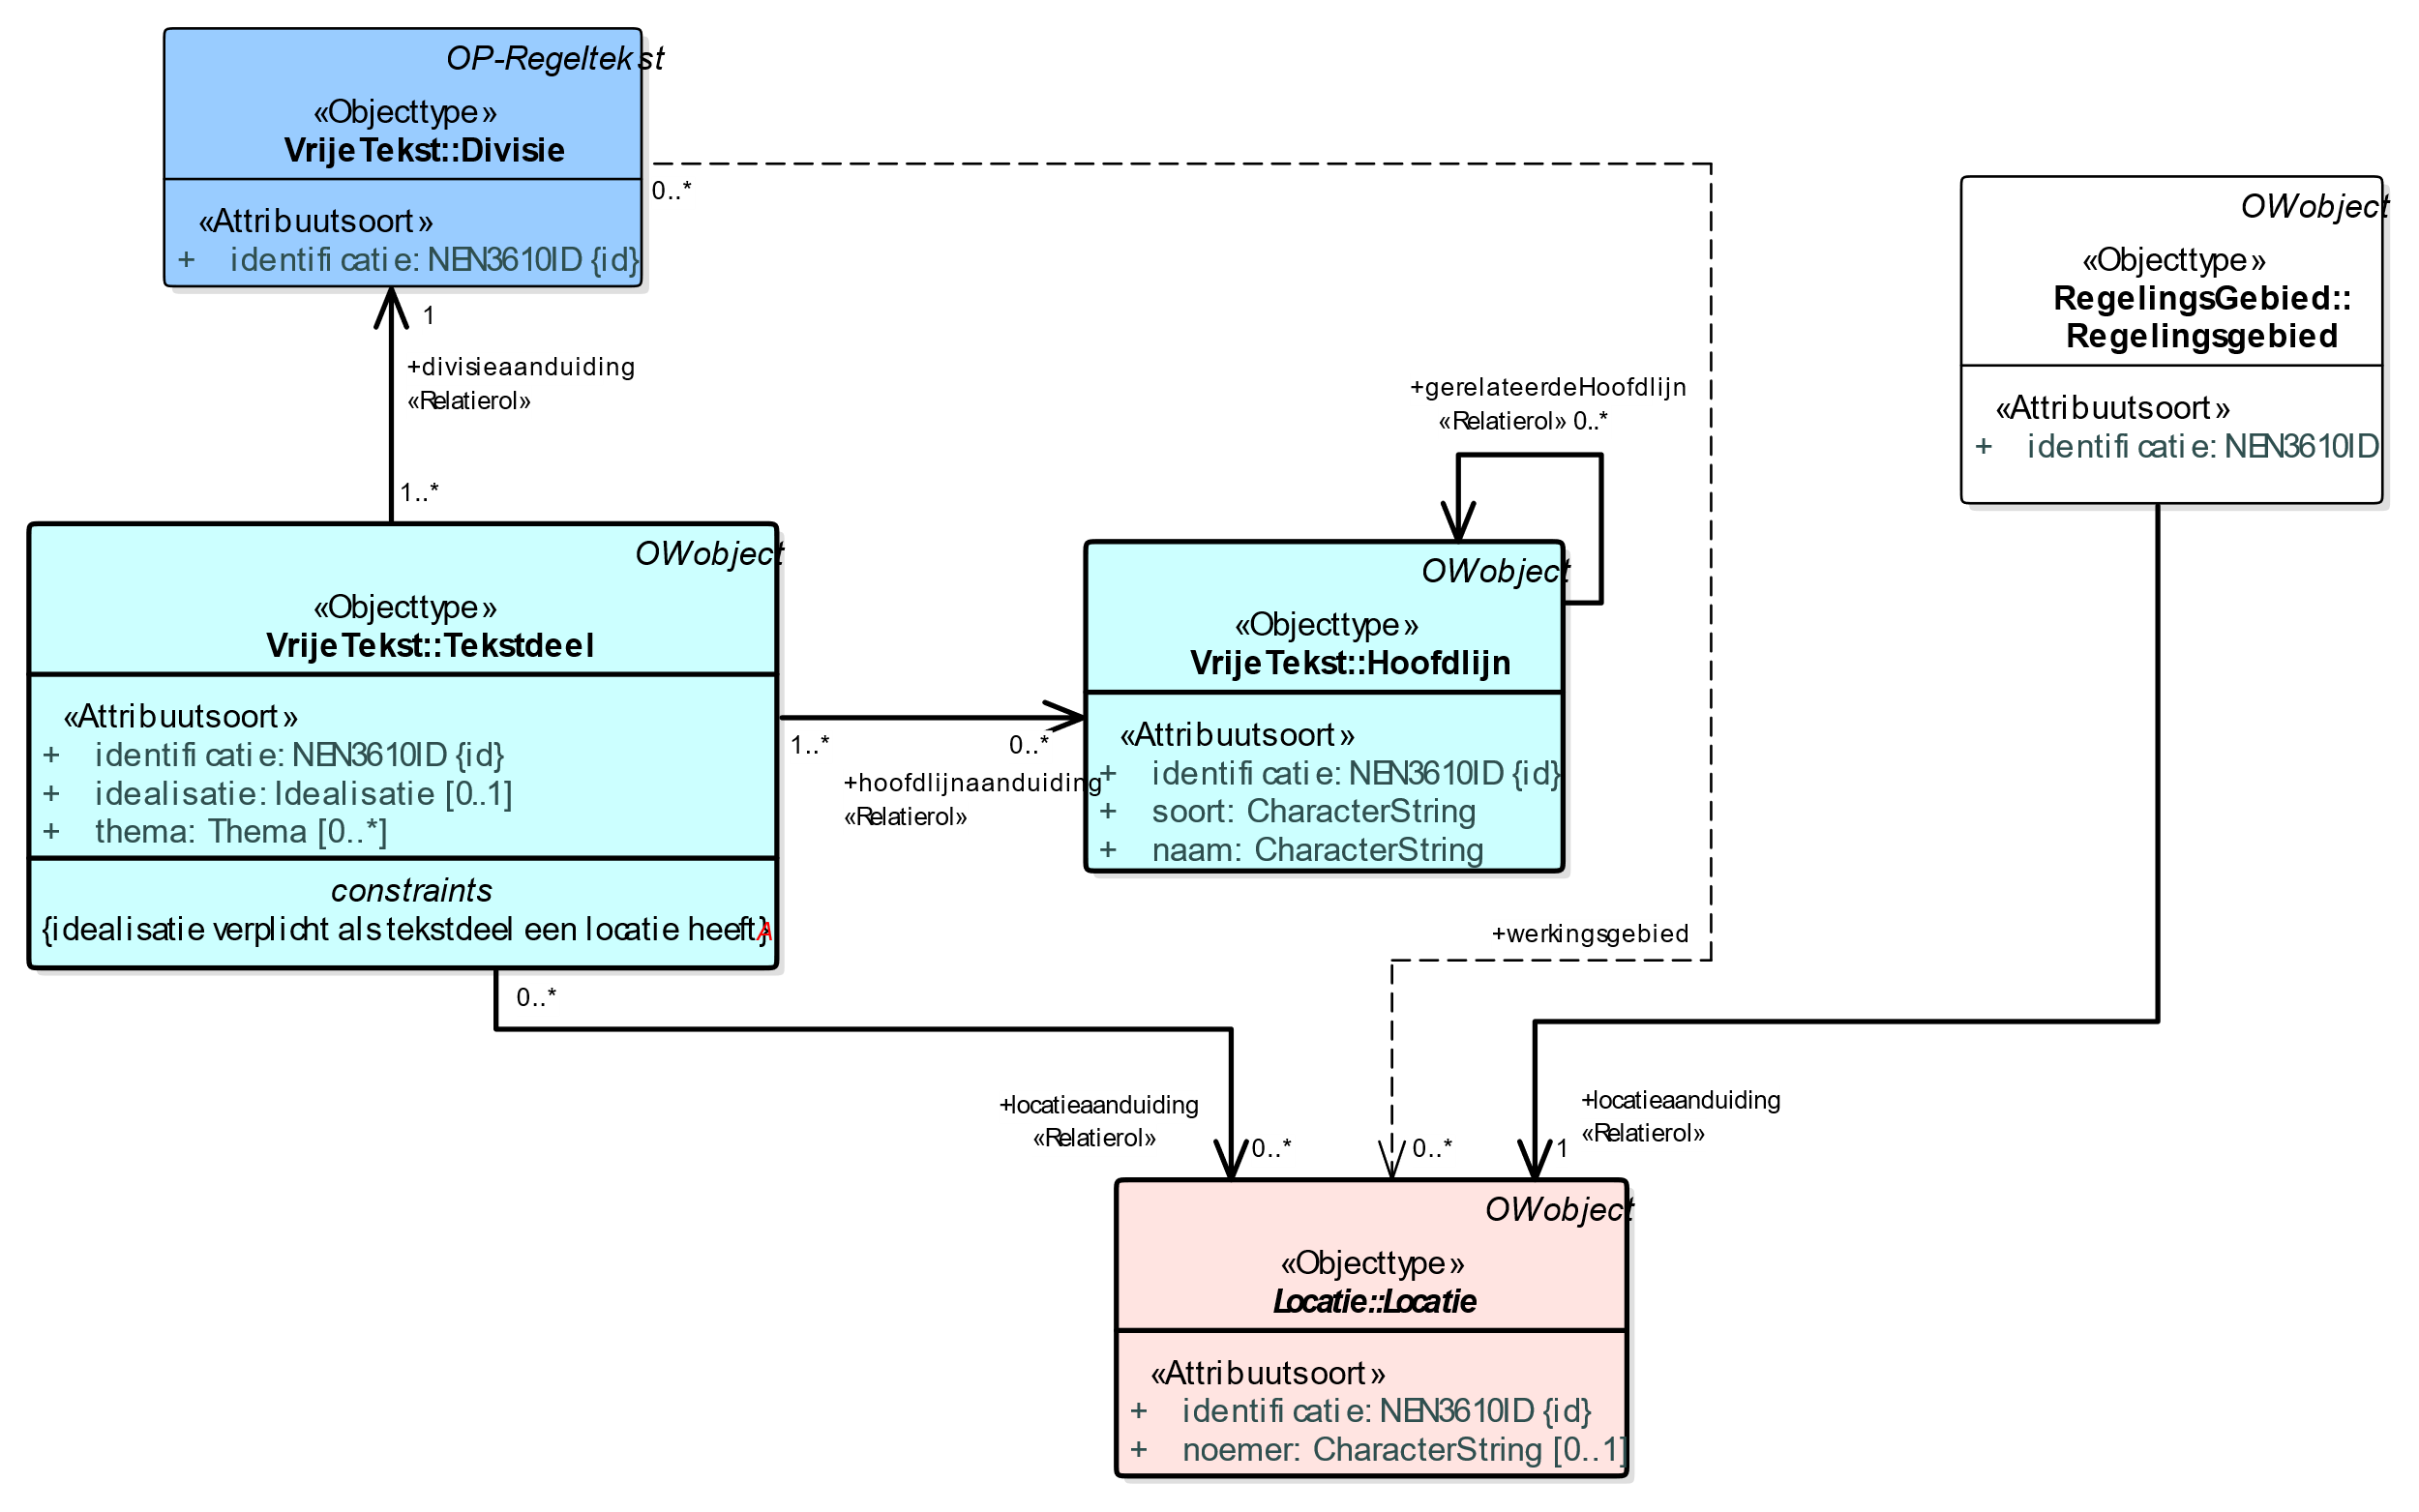 OP-Regeltekst
«Objecttype»
VrijeTekst::Divisie
«Attribuutsoort»
+ identificatie: NEN3610ID {id}
0..*
1
+divisieaanduiding
«Relatierol»
1..*
OWobject
«Objecttype»
RegelingsGebied::
Regelingsgebied
«Attribuutsoort»
+ identificatie: NEN3610ID
+gerelateerdeHoofdlijn
«Relatierol» 0..*
OWobject
«Objecttype»
VrijeTekst::Tekstdeel
«Attribuutsoort»
+ identificatie: NEN3610ID {id}
+ idealisatie: Idealisatie [0..1]
+ thema: Thema [0..*]
constraints
{idealisatie verplicht als tekstdeel een locatie heeft}
A
1..*
0..*
+hoofdlijnaanduiding
«Relatierol»
OWobject
«Objecttype»
VrijeTekst::Hoofdlijn
«Attribuutsoort»
+ identificatie: NEN3610ID {id}
+ soort: CharacterString
+ naam: CharacterString
+werkingsgebied
0..*
+locatieaanduiding
«Relatierol»
0..*
0..*
+locatieaanduiding
«Relatierol»
1
OWobject
«Objecttype»
Locatie::Locatie
«Attribuutsoort»
+ identificatie: NEN3610ID {id}
+ noemer: CharacterString [0..1]